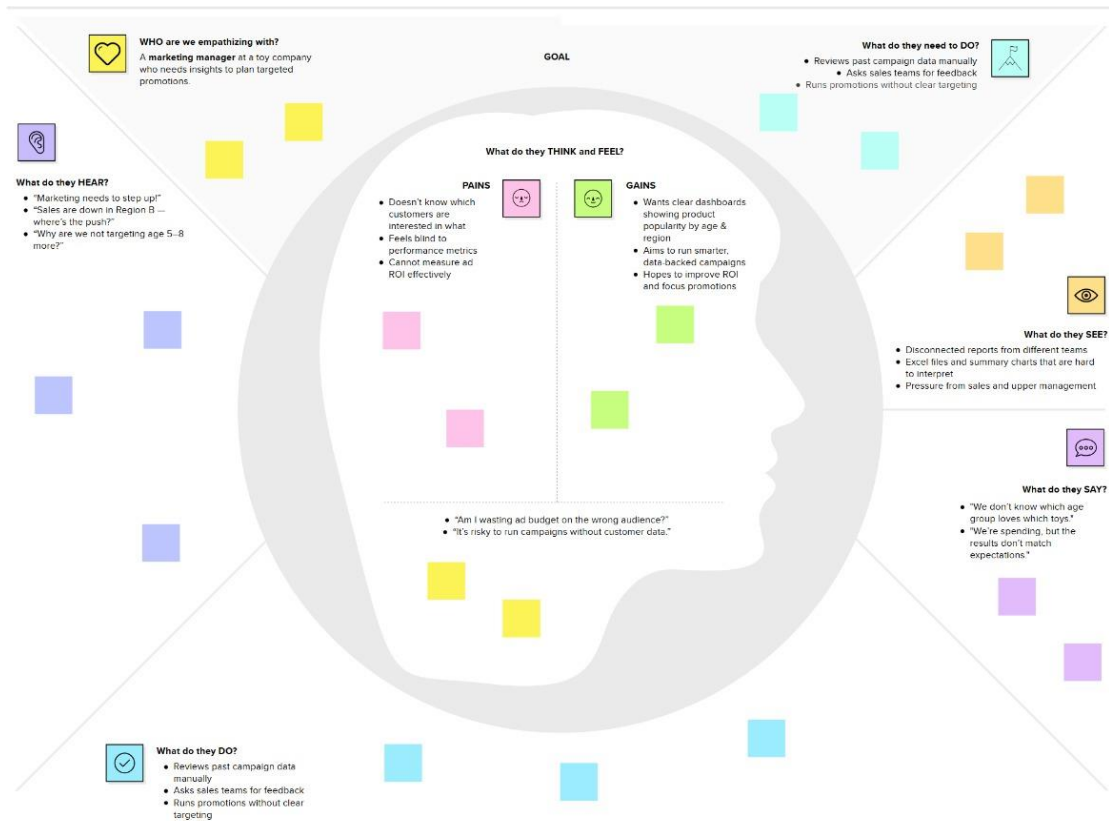 WHO are we empathizing with?
A marketing manager at a toy company
who needs insights to plan targeted
promotions.
GOAL
What do they need to DO?
• Reviews past campaign data manually
• Asks sales teams for feedback
• Runs promotions without clear targeting
What do they HEAR?
• "Marketing needs to step up!"
• "Sales are down in Region B —
where's the push?"
• "Why are we not targeting age 5–8
more?"
What do they THINK and FEEL?
PAINS
• Doesn't know which
customers are
interested in what
• Feels blind to
performance metrics
• Cannot measure ad
ROI effectively
GAINS
• Wants clear dashboards
showing product
popularity by age &
region
• Aims to run smarter,
data-backed campaigns
• Hopes to improve ROI
and focus promotions
What do they SEE?
• Disconnected reports from different teams
• Excel files and summary charts that are hard
to interpret
• Pressure from sales and upper management
What do they SAY?
• "We don't know which age
group loves which toys."
• "We're spending, but the
results don't match
expectations."
• "Am I wasting ad budget on the wrong audience?"
• "It's risky to run campaigns without customer data."
What do they DO?
• Reviews past campaign data
manually
• Asks sales teams for feedback
• Runs promotions without clear
targeting